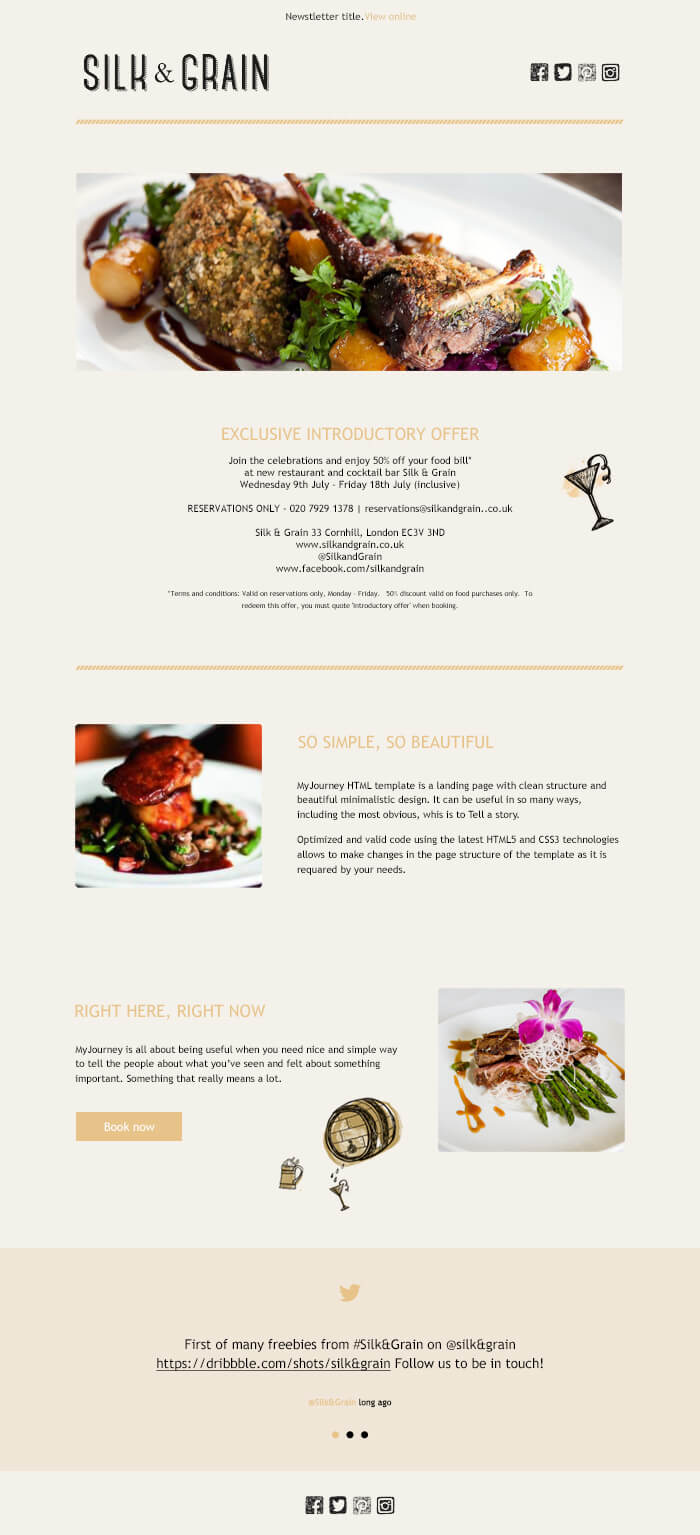 Newstletter title.View online
SILK & GRAIN
EXCLUSIVE INTRODUCTORY OFFER
Join the celebrations and enjoy 50% off your food bill*
at new restaurant and cocktail bar Silk & Grain
Wednesday 9th July - Friday 18th July (inclusive)
RESERVATIONS ONLY - 020 7929 1378 | reservations@silkandgrain..co.uk
Silk & Grain 33 Cornhill, London EC3V 3ND
www.silkandgrain.co.uk
@SilkandGrain
www.facebook.com/silkandgrain
*Terms and conditions: Valid on reservations only, Monday - Friday. 50% discount valid on food purchases only. To
redeem this offer, you must quote 'Introductory offer' when booking.
SO SIMPLE, SO BEAUTIFUL
MyJourney HTML template is a landing page with clean structure and
beautiful minimalistic design. It can be useful in so many ways,
including the most obvious, whis is to Tell a story.
Optimized and valid code using the latest HTML5 and CSS3 technologies
allows to make changes in the page structure of the template as it is
requared by your needs.
RIGHT HERE, RIGHT NOW
MyJourney is all about being useful when you need nice and simple way
to tell the people about what you've seen and felt about something
important. Something that really means a lot.
Book now
First of many freebies from #Silk&Grain on @silk&grain
https://dribbble.com/shots/silk&grain Follow us to be in touch!
@Silk&Grain long ago